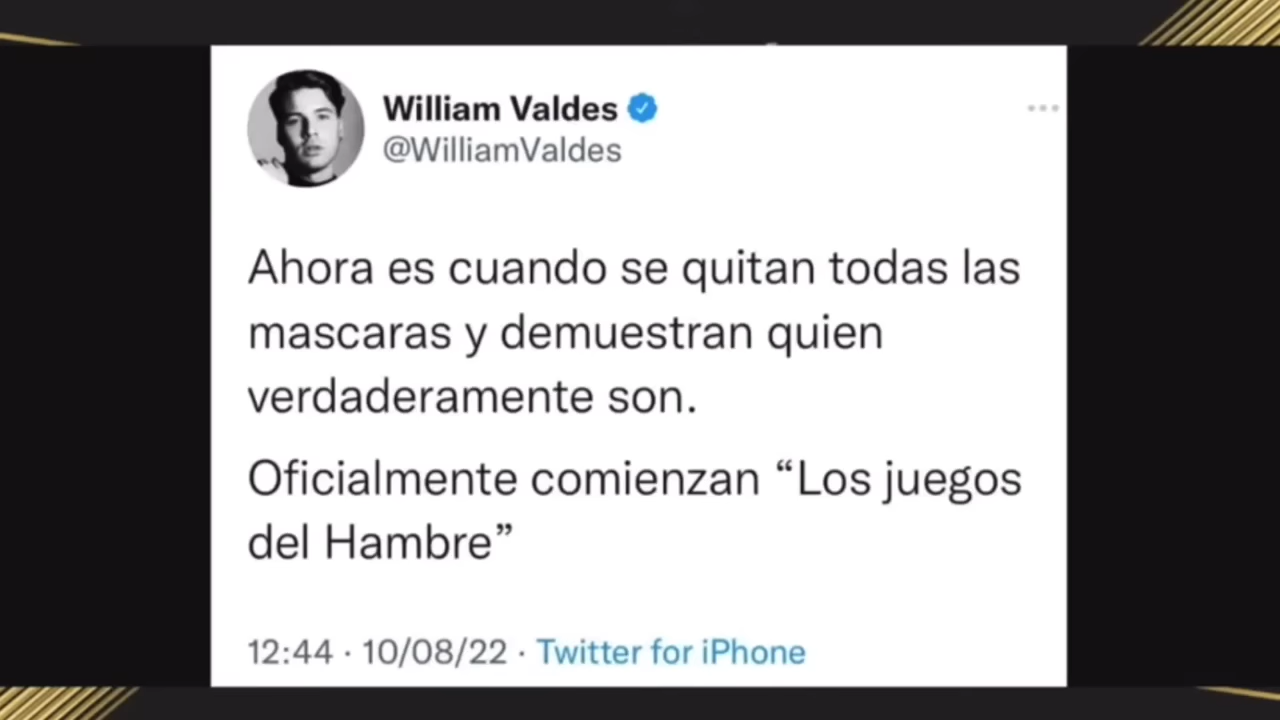 William Valdes
@WilliamValdes
Ahora es cuando se quitan todas las
mascaras y demuestran quien
verdaderamente son.
Oficialmente comienzan “Los juegos
del Hambre”
12:44 · 10/08/22 · Twitter for iPhone